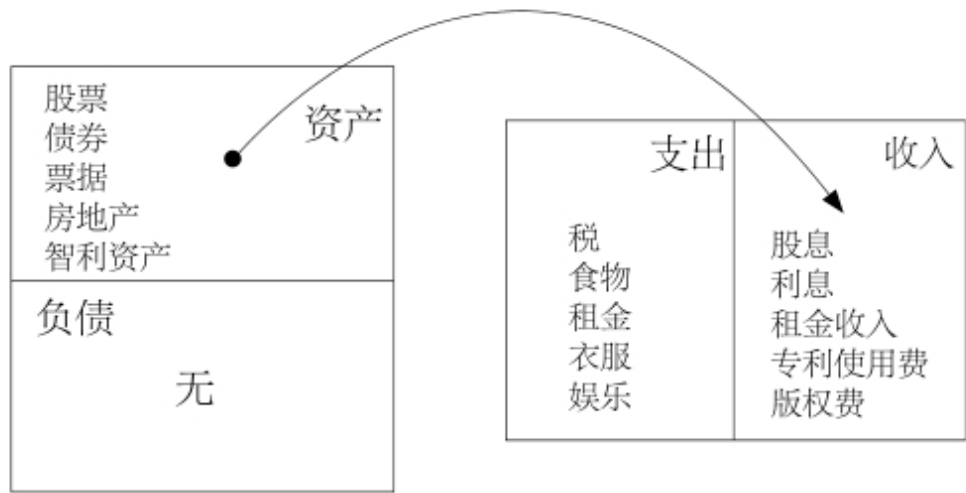 资产
股票
债券
票据
房地产
智利资产
负债
无
支出
税
食物
租金
衣服
娱乐
收入
股息
利息
租金收入
专利使用费
版权费